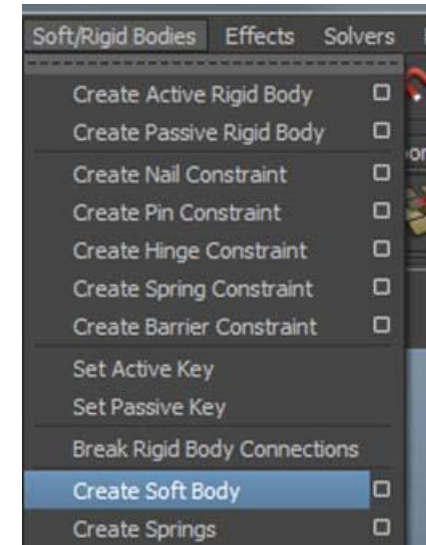 Soft/Rigid Bodies Effects Solvers
Create Active Rigid Body
Create Passive Rigid Body
Create Nail Constraint
Create Pin Constraint
Create Hinge Constraint
Create Spring Constraint
Create Barrier Constraint
Set Active Key
Set Passive Key
Break Rigid Body Connections
Create Soft Body
Create Springs